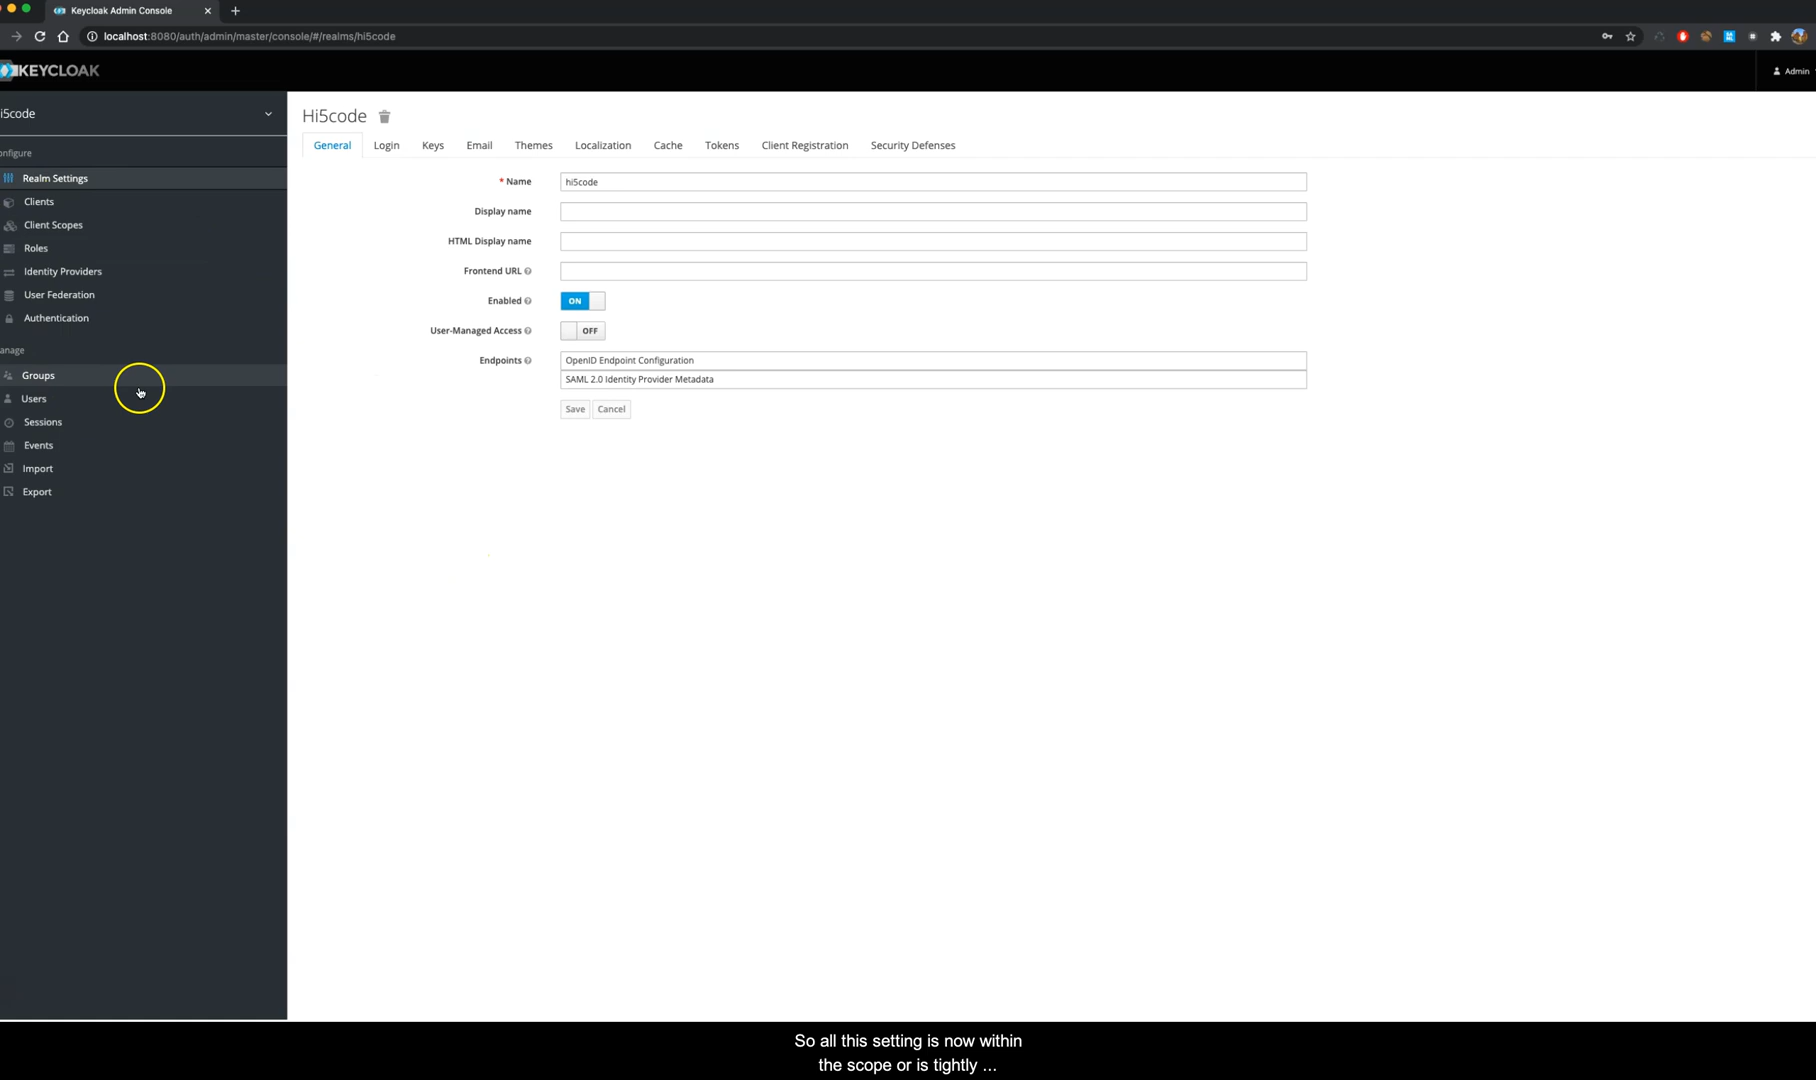 Keycloak Admin Console
localhost:8080/auth/admin/master/console/#/realms/hi5code
KEYCLOAK
Admin
i5code
onfigure
Realm Settings
Clients
Client Scopes
Roles
Identity Providers
User Federation
Authentication
anage
Groups
Users
Sessions
Events
Import
Export
Hi5code
General Login Keys Email Themes Localization Cache Tokens Client Registration Security Defenses
* Name hi5code
Display name
HTML Display name
Frontend URL
Enabled ON
User-Managed Access OFF
Endpoints OpenID Endpoint Configuration
SAML 2.0 Identity Provider Metadata
Save Cancel
So all this setting is now within
the scope or is tightly ...